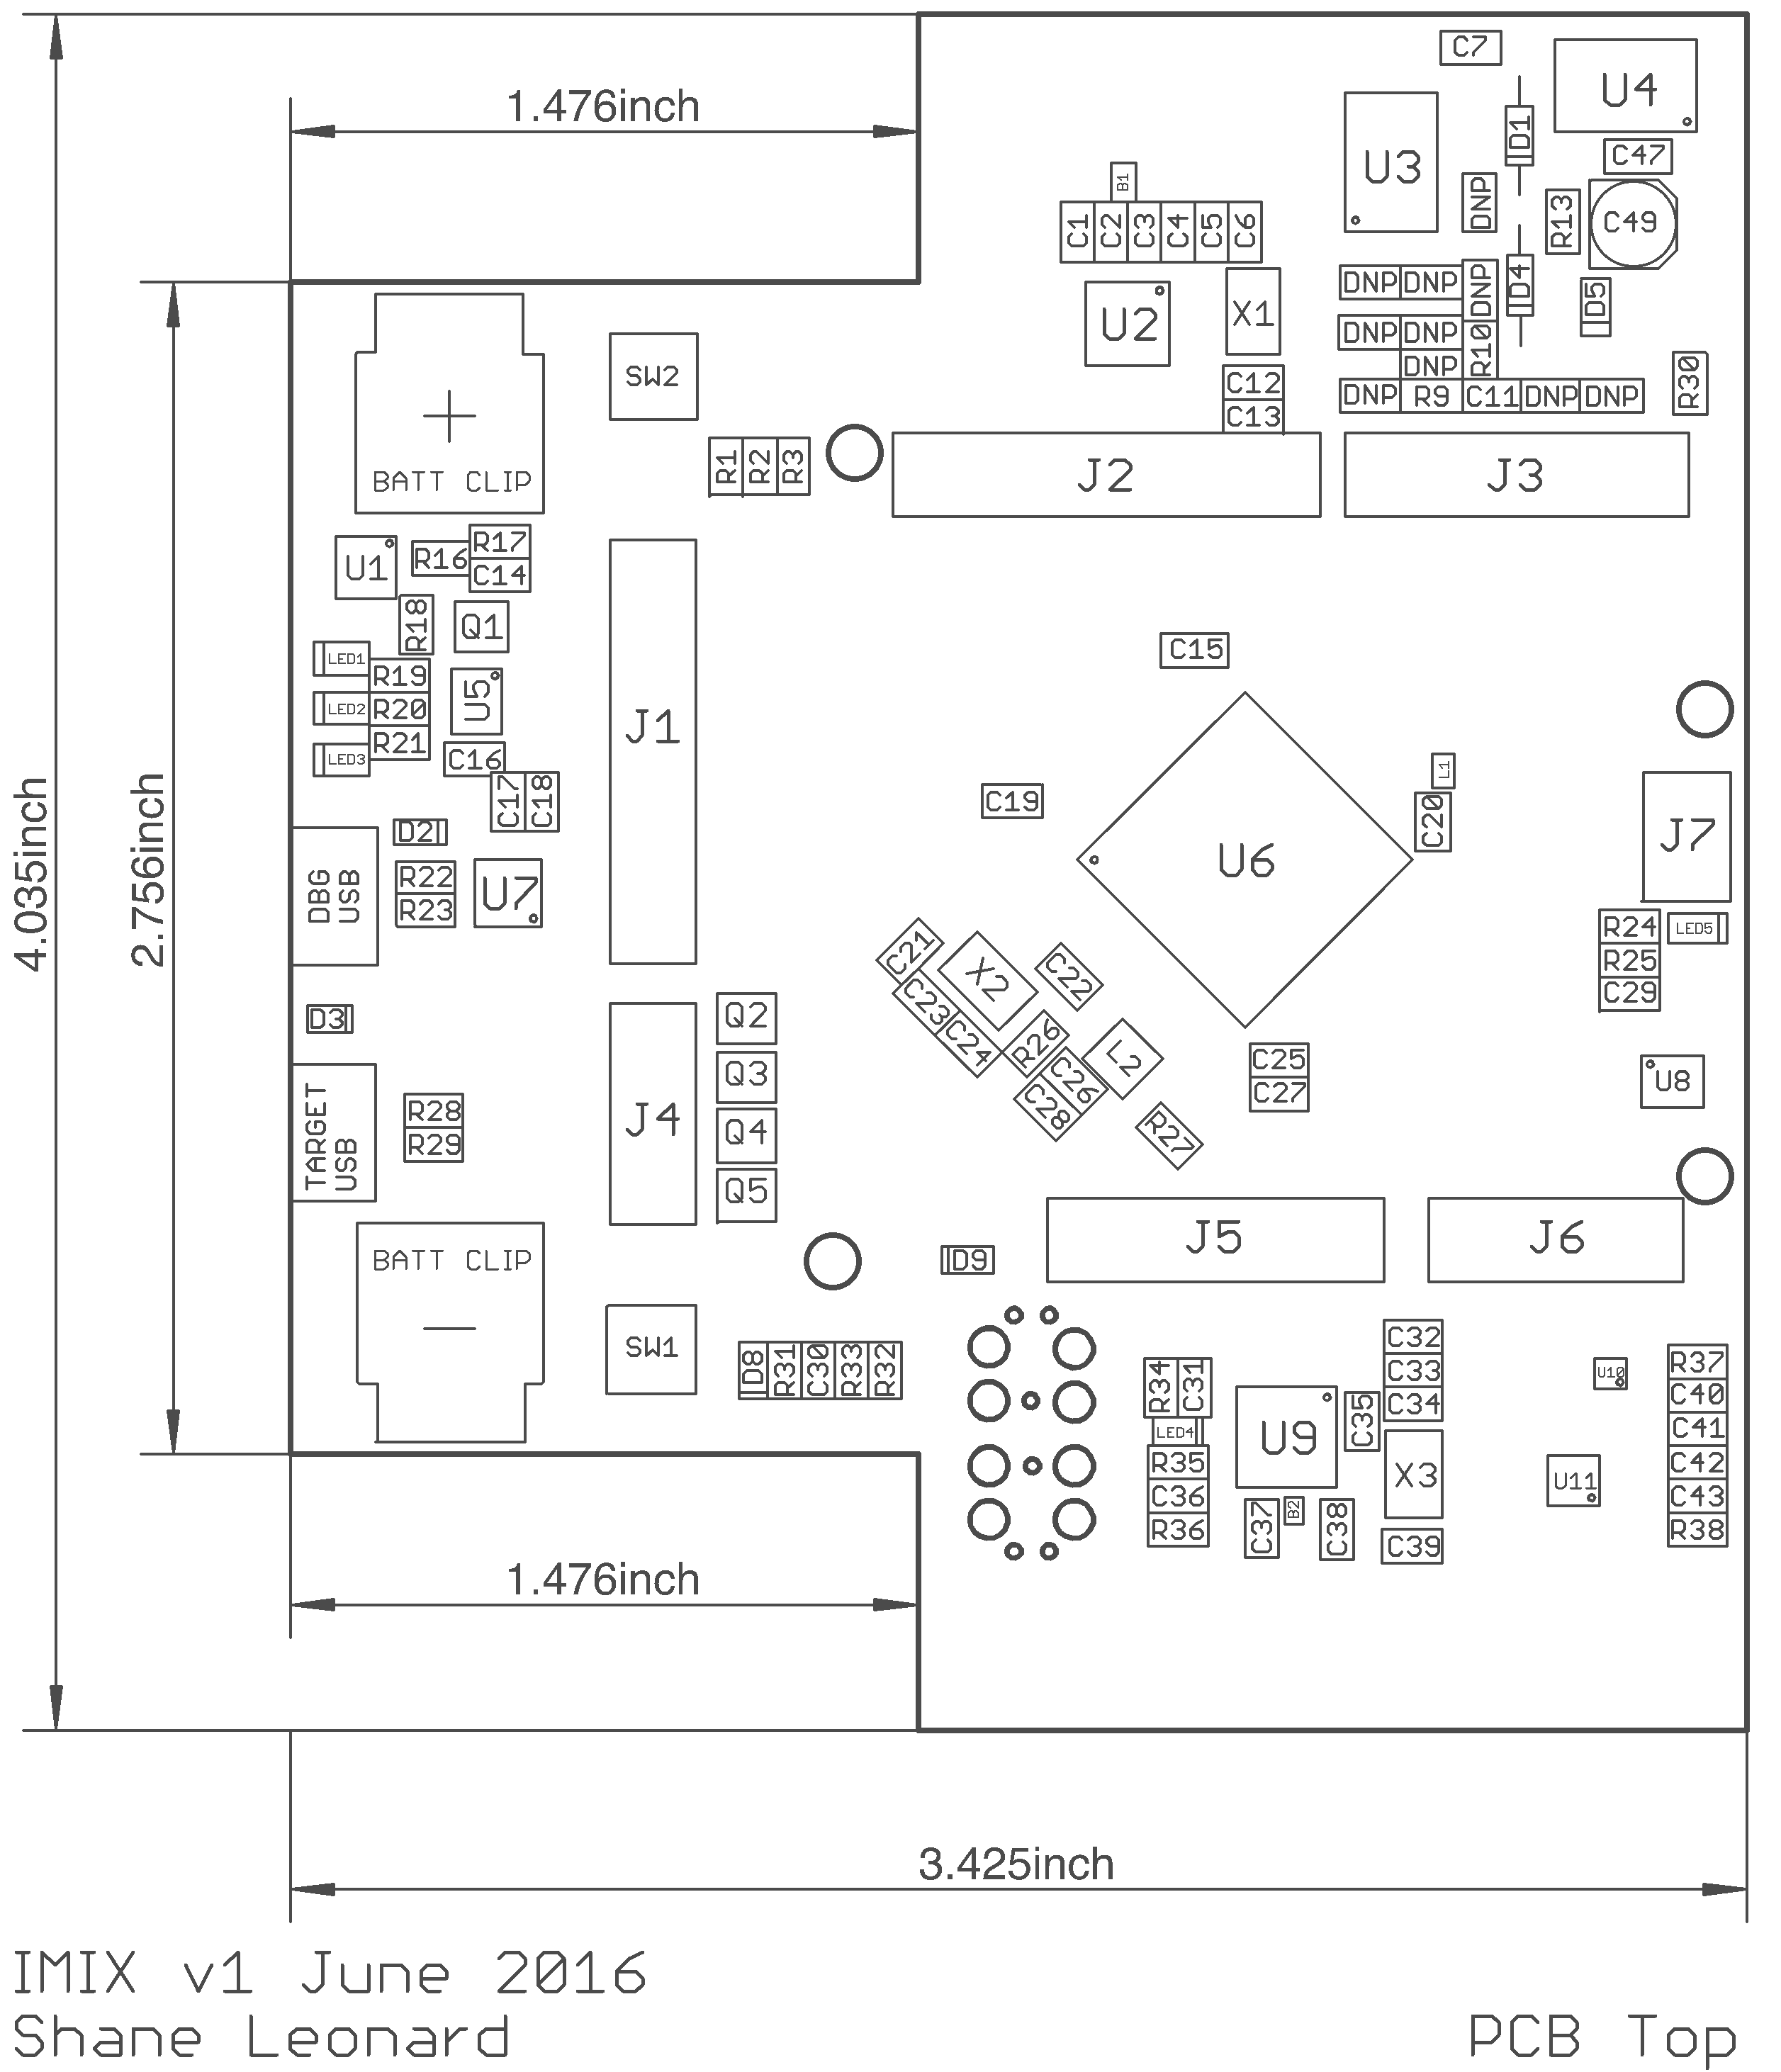 C7
U4
1.476inch
U3
D1
C47
B1
DNP
R13
C49
C1 C2 C3 C4 C5 C6
DNP DNP DNP D4 D5
U2 X1
DNP DNP R10
DNP
SW2
C12
DNP R9 C11 DNP DNP
R30
C13
+
BATT CLIP
R1 R2 R3
J2 J3
R17
U1 R16
C14
R18 Q1
LED1
R19
C15
LED2 R20 U5
J1
R21
LED3 C16
L1
C17 C18
C19
C20
D2
J7
U6
R22
DBG
USB
R23
U7
4.035inch
2.756inch
R24 LED5
C21
R25
X2 C22
C29
C23
Q2
D3
C24
R26
L2
C25
Q3
C26
C27
U8
C28
R28
J4
Q4
R27
R29
TARGET
USB
Q5
J5 J6
BATT CLIP
D9
SW1
C32
D8 R31 C30 R33 R32
R34 C31
C33
C34
U10
R37
C40
LED4
U9
C35
C41
R35
X3
C42
C36
U11
C43
B2
R36
C37
C38
R38
C39
1.476inch
3.425inch
IMIX v1 June 2016
Shane Leonard
PCB Top